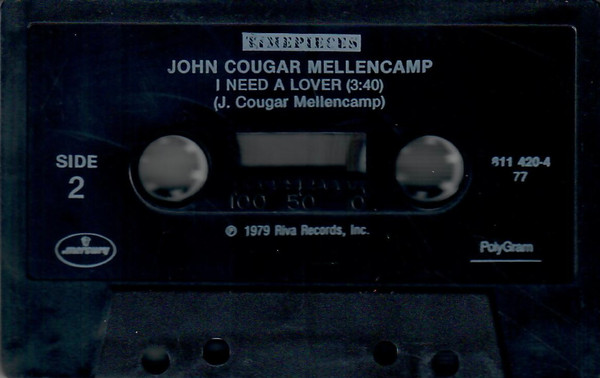 TIMEPIECES
JOHN COUGAR MELLENCAMP
I NEED A LOVER (3:40)
(J. Cougar Mellencamp)
SIDE
2
811 420-4
77
100 50 0
℗ 1979 Riva Records, Inc.
mercury
PolyGram